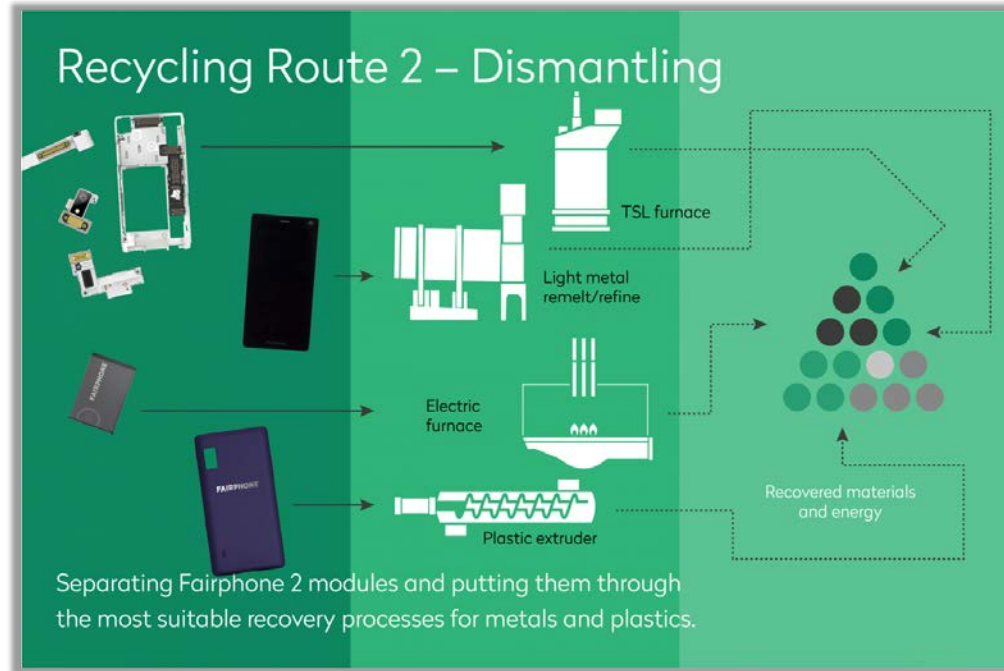 Recycling Route 2 – Dismantling
TSL furnace
Light metal
remelt/refine
FAIRPHONE
Electric
furnace
FAIRPHONE
Plastic extruder
Recovered materials
and energy
Separating Fairphone 2 modules and putting them through
the most suitable recovery processes for metals and plastics.